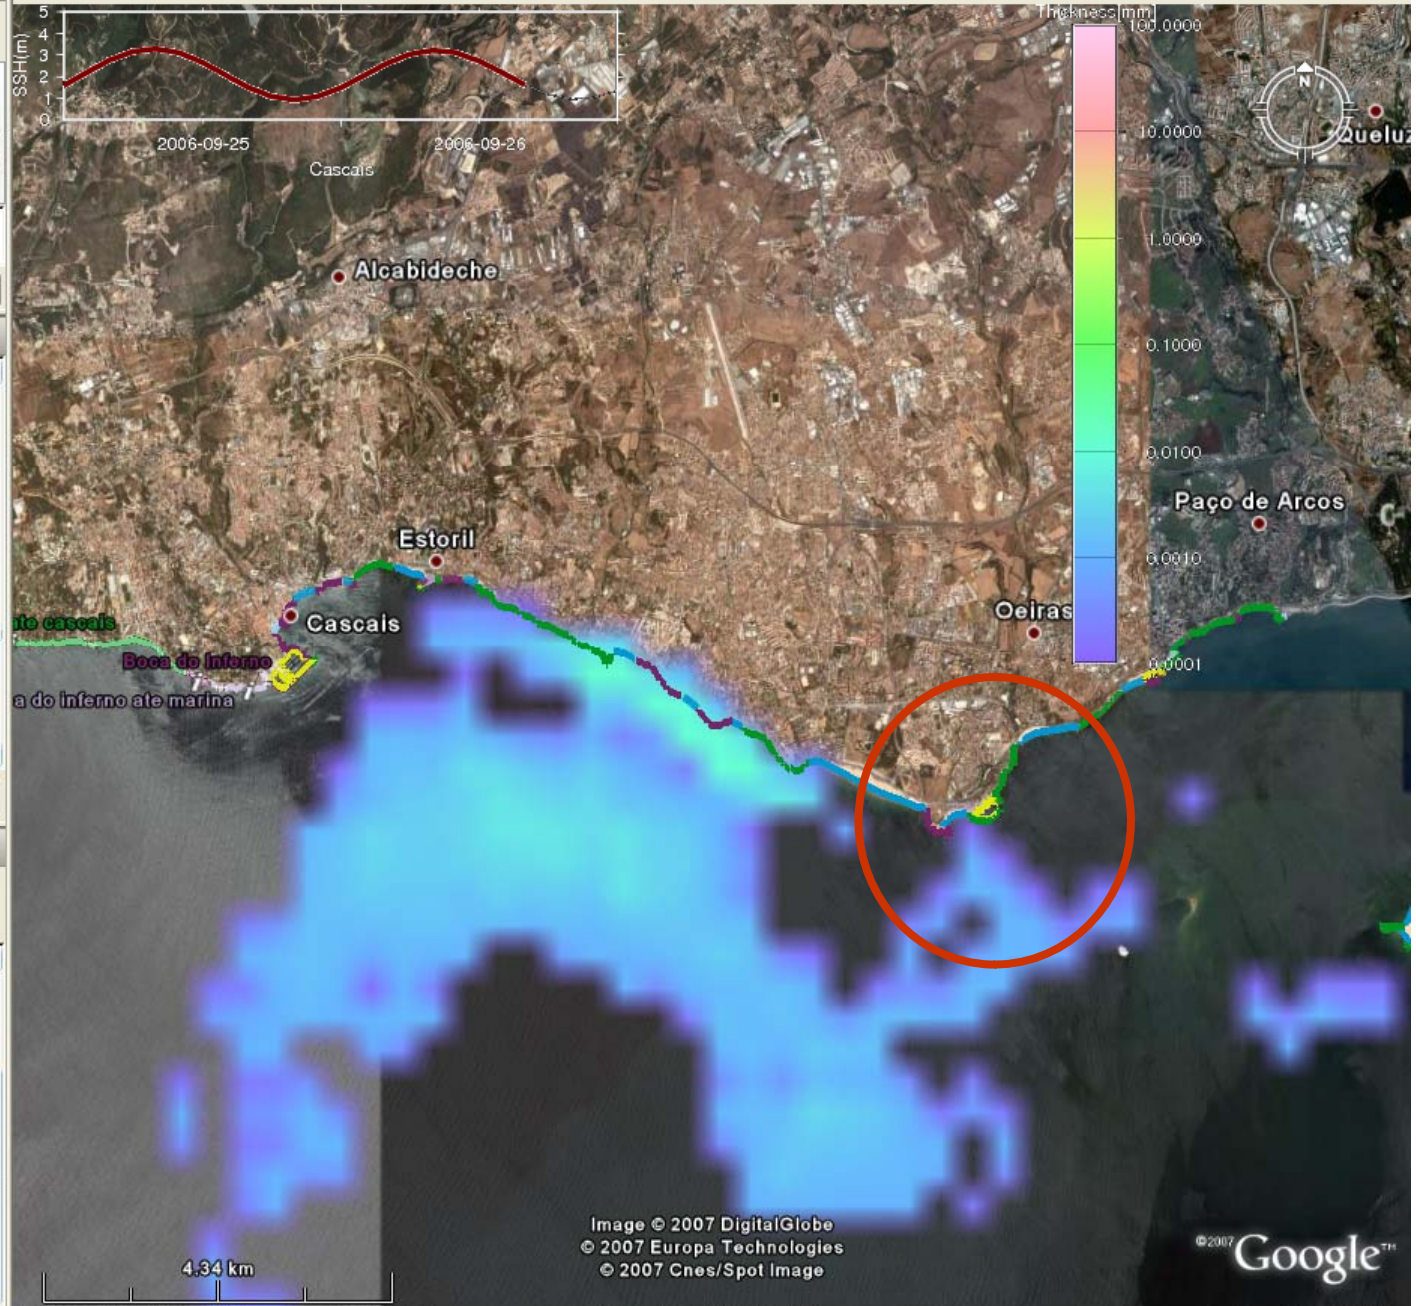 5
4
3
2
1
0
SSH(m)
2006-09-25
2006-09-26
Cascais
Thickness[mm]
100.0000
10.0000
1.0000
0.1000
0.0100
0.0010
0.0001
N
Queluz
Alcabideche
Paço de Arcos
Estoril
Oeiras
Cascais
ate cascais
Boca do Inferno
a do inferno ate marina
4.34 km
Image © 2007 DigitalGlobe
© 2007 Europa Technologies
© 2007 Cnes/Spot Image
©2007 Google™